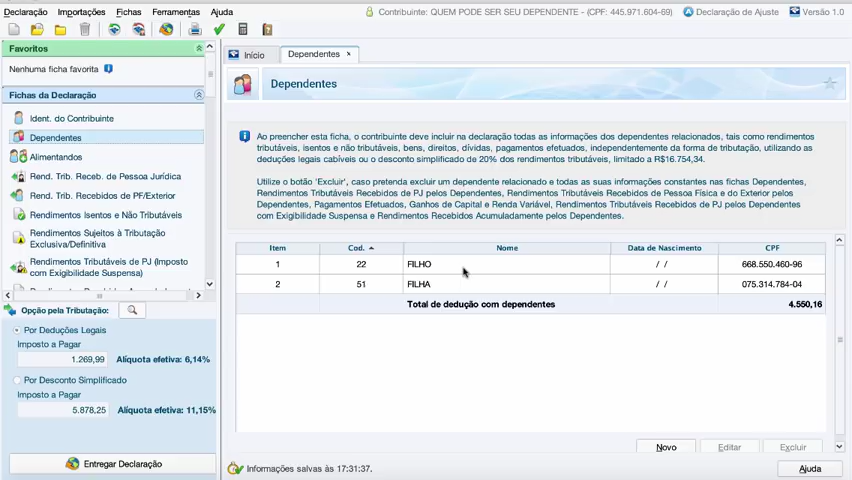 Declaração Importações Fichas Ferramentas Ajuda
Contribuinte: QUEM PODE SER SEU DEPENDENTE - (CPF: 445.971.604-69) Declaração de Ajuste Versão 1.0
Favoritos
Nenhuma ficha favorita
Fichas da Declaração
Ident. do Contribuinte
Dependentes
Alimentandos
Rend. Trib. Receb. de Pessoa Jurídica
Rend. Trib. Recebidos de PF/Exterior
Rendimentos Isentos e Não Tributáveis
Rendimentos Sujeitos à Tributação
Exclusiva/Definitiva
Rendimentos Tributáveis de PJ (Imposto
com Exigibilidade Suspensa)
Opção pela Tributação:
Por Deduções Legais
Imposto a Pagar
1.269,99 Alíquota efetiva: 6,14%
Por Desconto Simplificado
Imposto a Pagar
5.878,25 Alíquota efetiva: 11,15%
Entregar Declaração
Início Dependentes ×
Dependentes
Ao preencher esta ficha, o contribuinte deve incluir na declaração todas as informações dos dependentes relacionados, tais como rendimentos
tributáveis, isentos e não tributáveis, bens, direitos, dívidas, pagamentos efetuados, independentemente da forma de tributação, utilizando as
deduções legais cabíveis ou o desconto simplificado de 20% dos rendimentos tributáveis, limitado a R$16.754,34.
Utilize o botão 'Excluir', caso pretenda excluir um dependente relacionado e todas as suas informações constantes nas fichas Dependentes,
Rendimentos Tributáveis Recebidos de PJ pelos Dependentes, Rendimentos Tributáveis Recebidos de Pessoa Física e do Exterior pelos
Dependentes, Pagamentos Efetuados, Ganhos de Capital e Renda Variável, Rendimentos Tributáveis Recebidos de PJ pelos Dependentes
com Exigibilidade Suspensa e Rendimentos Recebidos Acumuladamente pelos Dependentes.
Item Cod. Nome Data de Nascimento CPF
1 22 FILHO / / 668.550.460-96
2 51 FILHA / / 075.314.784-04
Total de dedução com dependentes 4.550,16
Novo Editar Excluir
Informações salvas às 17:31:37. Ajuda